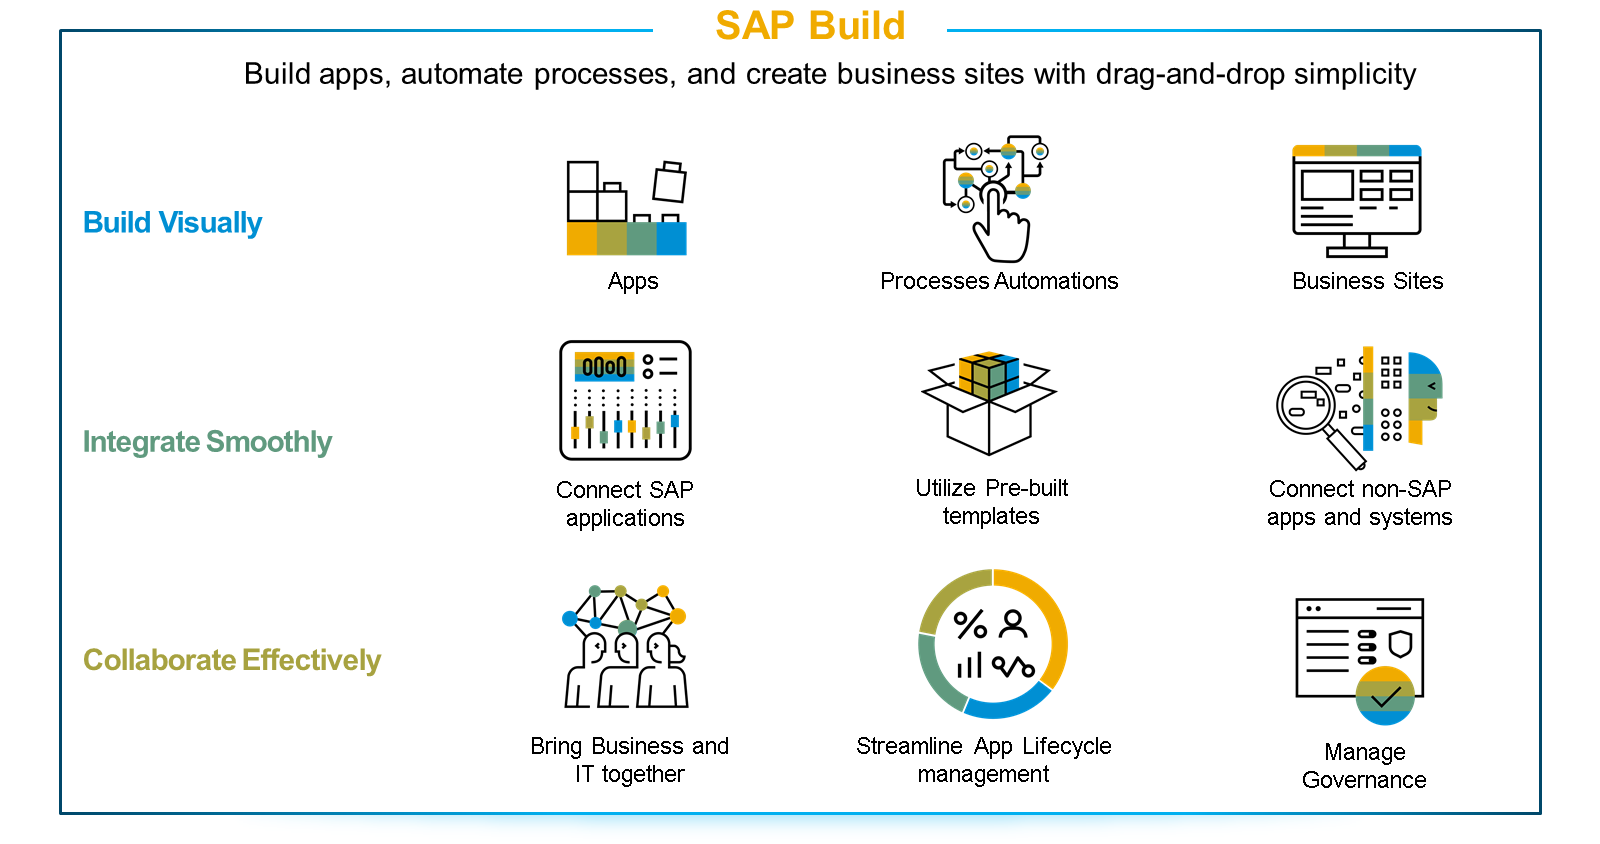 SAP Build
Build apps, automate processes, and create business sites with drag-and-drop simplicity
Build Visually
Apps
Processes Automations
Business Sites
Integrate Smoothly
Connect SAP
applications
Utilize Pre-built
templates
Connect non-SAP
apps and systems
Collaborate Effectively
Bring Business and
IT together
Streamline App Lifecycle
management
Manage
Governance